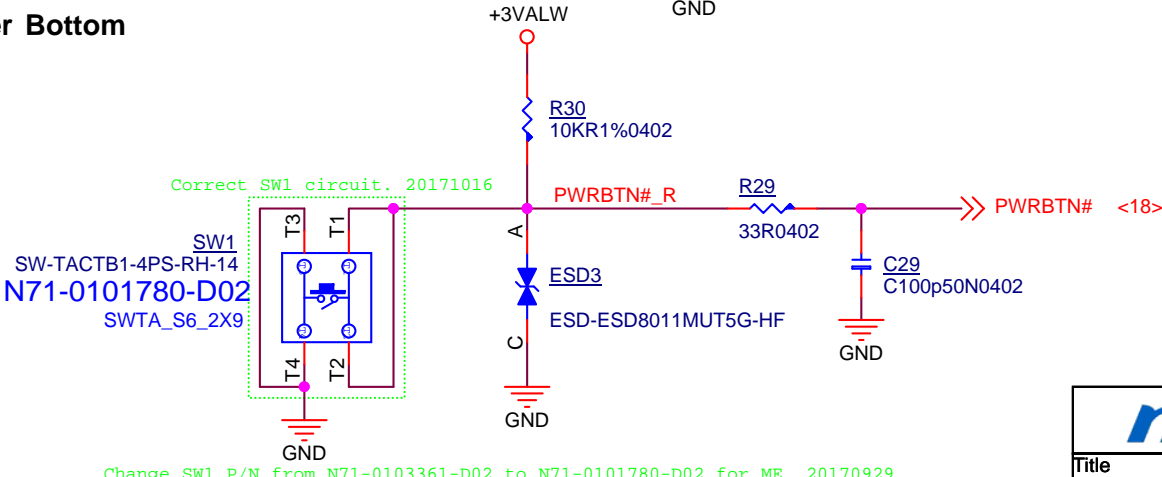 GND
+3VALW
er Bottom
R30
10KR1%0402
Correct SW1 circuit. 20171016
PWRBTN#_R
R29
33R0402
PWRBTN# <18>
T3
T1
SW1
SW-TACTB1-4PS-RH-14
N71-0101780-D02
SWTA_S6_2X9
A
ESD3
ESD-ESD8011MUT5G-HF
C
C29
C100p50N0402
GND
T4
T2
GND
GND
Change SW1 P/N from N71-0103361-D02 to N71-0101780-D02 for ME 20170929
Title